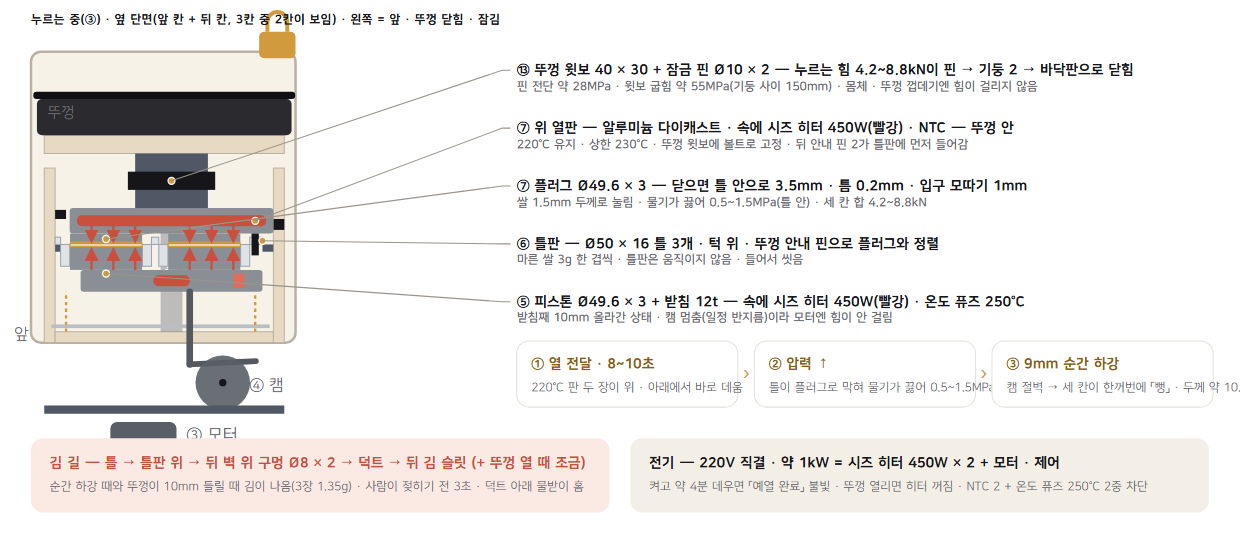 누르는 중(③) · 옆 단면(앞 칸 + 뒤 칸, 3칸 중 2칸이 보임) · 왼쪽 = 앞 · 뚜껑 닫힘 · 잠김
뚜껑
⑬ 뚜껑 윗보 40 × 30 + 잠금 핀 Ø10 × 2 — 누르는 힘 4.2~8.8kN이 핀 → 기둥 2 → 바닥판으로 닫힘
핀 전단 약 28MPa · 윗보 굽힘 약 55MPa(기둥 사이 150mm) · 몸체 · 뚜껑 껍데기엔 힘이 걸리지 않음
⑦ 위 열판 — 알루미늄 다이캐스트 · 속에 시즈 히터 450W(빨강) · NTC — 뚜껑 안
220℃ 유지 · 상한 230℃ · 뚜껑 윗보에 볼트로 고정 · 뒤 안내 핀 2가 틀판에 먼저 들어감
⑦ 플러그 Ø49.6 × 3 — 닫으면 틀 안으로 3.5mm · 틈 0.2mm · 입구 모따기 1mm
쌀 1.5mm 두께로 눌림 · 물기가 끓어 0.5~1.5MPa(틀 안) · 세 칸 합 4.2~8.8kN
⑥ 틀판 — Ø50 × 16 틀 3개 · 턱 위 · 뚜껑 안내 핀으로 플러그와 정렬
마른 쌀 3g 한 겹씩 · 틀판은 움직이지 않음 · 들어서 씻음
⑤ 피스톤 Ø49.6 × 3 + 받침 12t — 속에 시즈 히터 450W(빨강) · 온도 퓨즈 250℃
받침째 10mm 올라간 상태 · 캠 멈춤(일정 반지름)이라 모터엔 힘이 안 걸림
앞
④ 캠
③ 모터
① 열 전달 · 8~10초
220℃ 판 두 장이 위 · 아래에서 바로 데움
›
② 압력 ↑
틀이 플러그로 막혀 물기가 끓어 0.5~1.5MPa
›
③ 9mm 순간 하강
캠 절벽 → 세 칸이 한꺼번에 「뻥」 · 두께 약 10.
김 길 — 틀 → 틀판 위 → 뒤 벽 위 구멍 Ø8 × 2 → 덕트 → 뒤 김 슬릿 (+ 뚜껑 열 때 조금)
순간 하강 때와 뚜껑이 10mm 들릴 때 김이 나옴(3장 1.35g) · 사람이 젖히기 전 3초 · 덕트 아래 물받이 홈
전기 — 220V 직결 · 약 1kW = 시즈 히터 450W × 2 + 모터 · 제어
켜고 약 4분 데우면 「예열 완료」 불빛 · 뚜껑 열리면 히터 꺼짐 · NTC 2 + 온도 퓨즈 250℃ 2중 차단